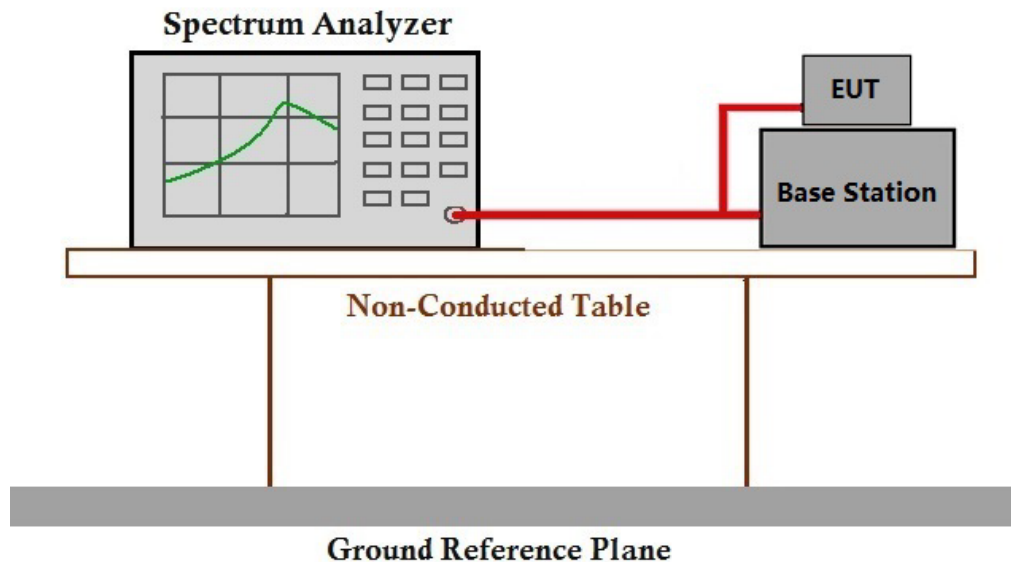 Spectrum Analyzer
EUT
Base Station
Non-Conducted Table
Ground Reference Plane